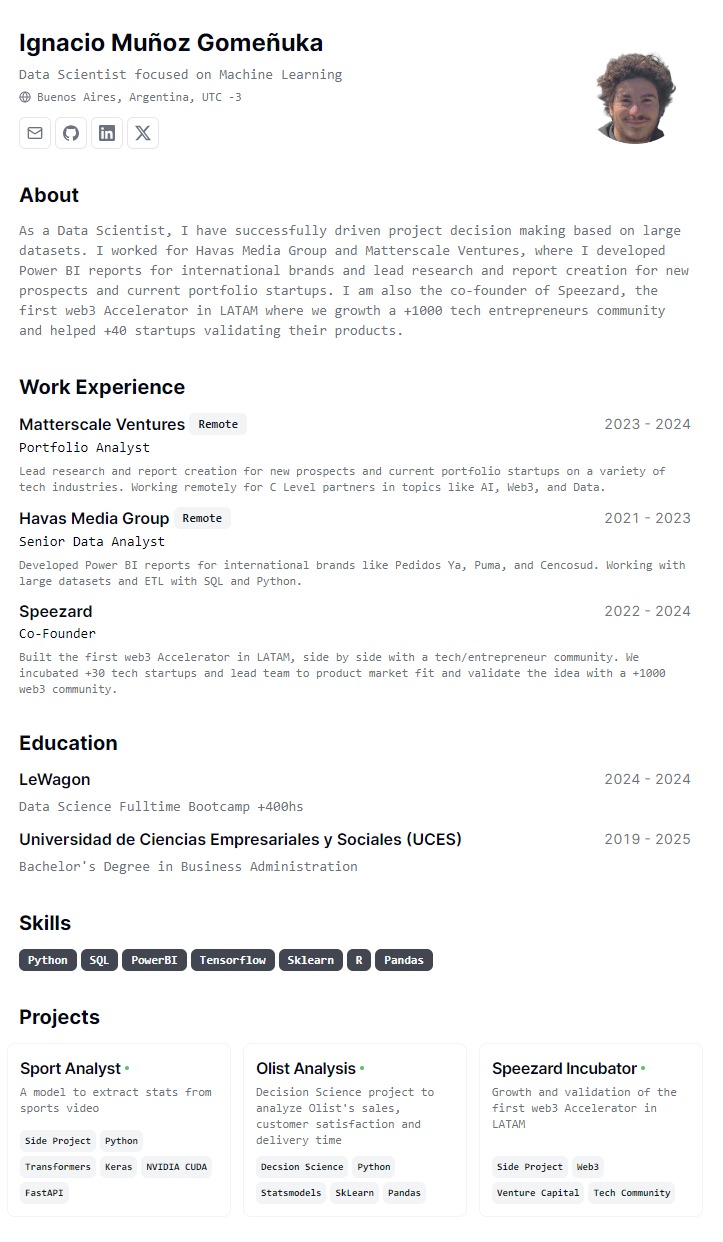 Ignacio Muñoz Gomeñuka
Data Scientist focused on Machine Learning
Buenos Aires, Argentina, UTC -3
About
As a Data Scientist, I have successfully driven project decision making based on large
datasets. I worked for Havas Media Group and Matterscale Ventures, where I developed
Power BI reports for international brands and lead research and report creation for new
prospects and current portfolio startups. I am also the co-founder of Speezard, the
first web3 Accelerator in LATAM where we growth a +1000 tech entrepreneurs community
and helped +40 startups validating their products.
Work Experience
Matterscale Ventures Remote 2023 - 2024
Portfolio Analyst
Lead research and report creation for new prospects and current portfolio startups on a variety of
tech industries. Working remotely for C Level partners in topics like AI, Web3, and Data.
Havas Media Group Remote 2021 - 2023
Senior Data Analyst
Developed Power BI reports for international brands like Pedidos Ya, Puma, and Cencosud. Working with
large datasets and ETL with SQL and Python.
Speezard 2022 - 2024
Co-Founder
Built the first web3 Accelerator in LATAM, side by side with a tech/entrepreneur community. We
incubated +30 tech startups and lead team to product market fit and validate the idea with a +1000
web3 community.
Education
LeWagon 2024 - 2024
Data Science Fulltime Bootcamp +400hs
Universidad de Ciencias Empresariales y Sociales (UCES) 2019 - 2025
Bachelor's Degree in Business Administration
Skills
Python SQL PowerBI Tensorflow Sklearn R Pandas
Projects
Sport Analyst
A model to extract stats from
sports video
Side Project Python
Transformers Keras NVIDIA CUDA
FastAPI
Olist Analysis
Decision Science project to
analyze Olist's sales,
customer satisfaction and
delivery time
Decsion Science Python
Statsmodels SkLearn Pandas
Speezard Incubator
Growth and validation of the
first web3 Accelerator in
LATAM
Side Project Web3
Venture Capital Tech Community